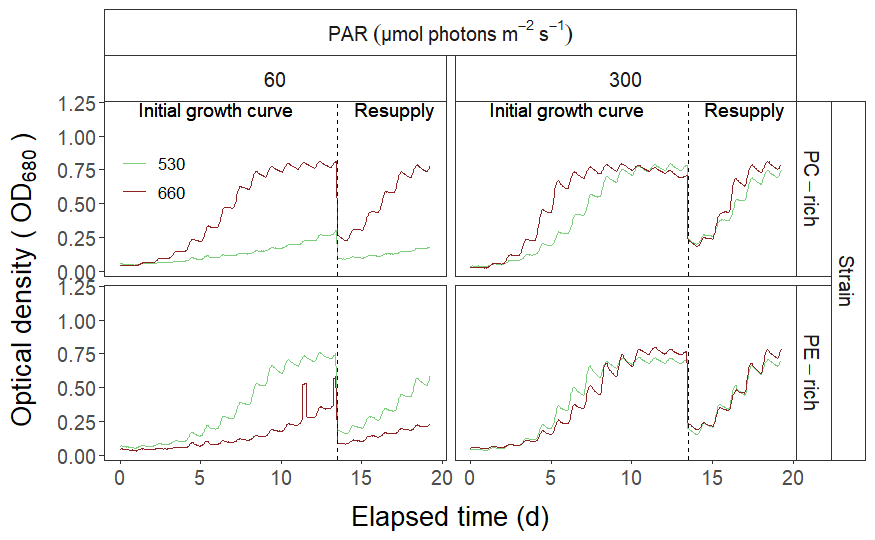 PAR (µmol photons m⁻² s⁻¹)
60 300
Initial growth curve Resupply Initial growth curve Resupply
1.25
1.00
0.75
0.50
0.25
0.00
530
660
PC – rich
1.25
1.00
0.75
0.50
0.25
0.00
PE – rich
Strain
Optical density ( OD₆₈₀ )
0 5 10 15 20 0 5 10 15 20
Elapsed time (d)